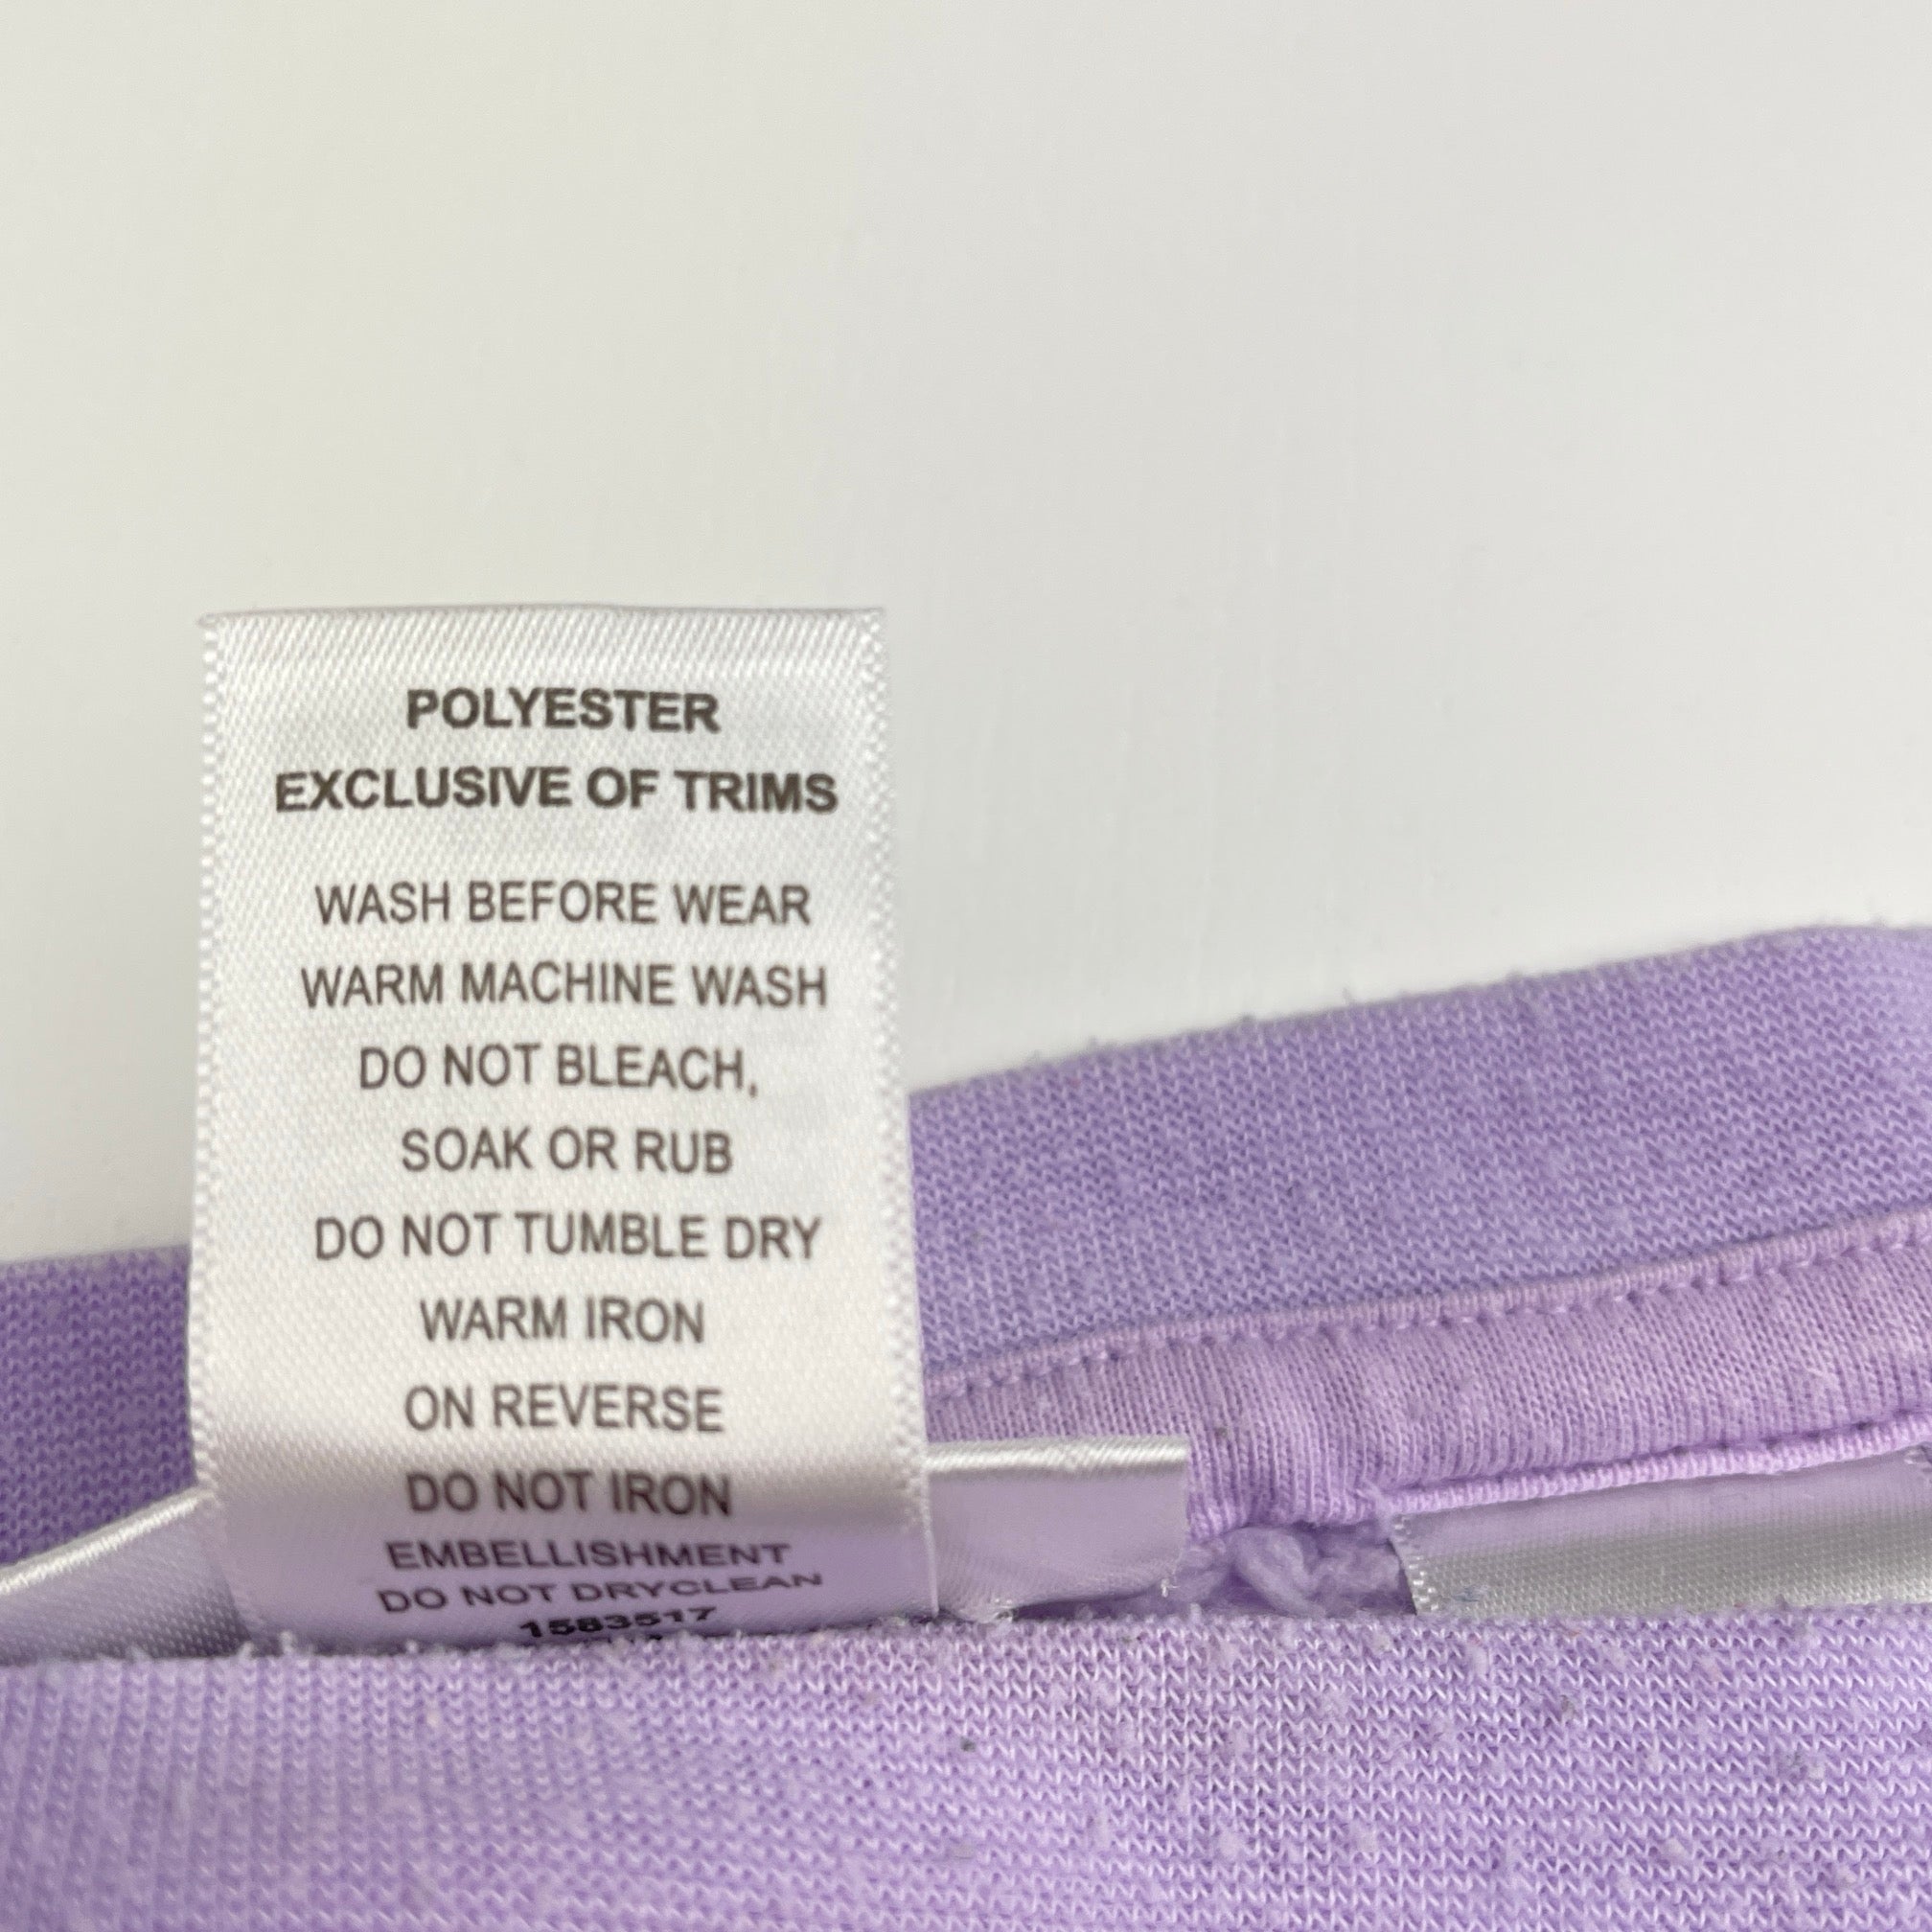 POLYESTER
EXCLUSIVE OF TRIMS
WASH BEFORE WEAR
WARM MACHINE WASH
DO NOT BLEACH,
SOAK OR RUB
DO NOT TUMBLE DRY
WARM IRON
ON REVERSE
DO NOT IRON
EMBELLISHMENT
DO NOT DRYCLEAN
1583517